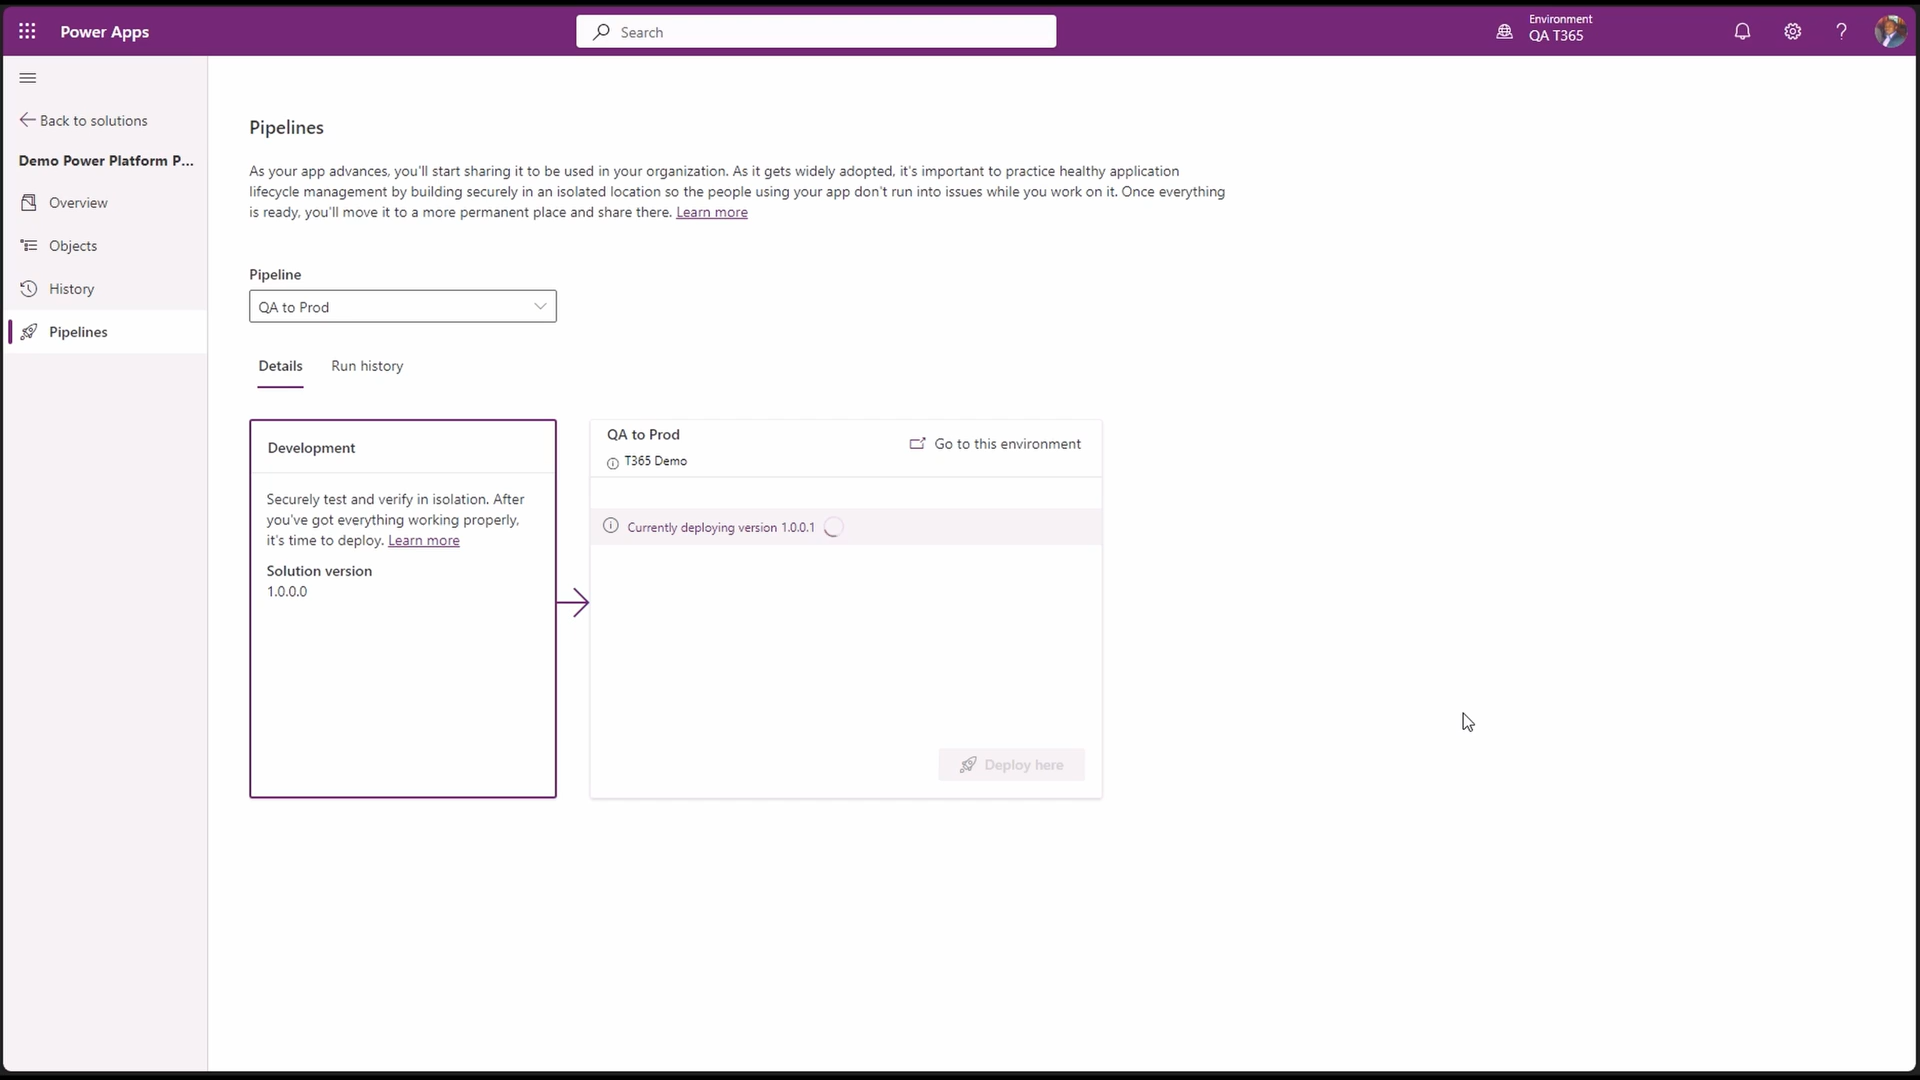 Power Apps
Search
Environment
QA T365
?
Back to solutions
Demo Power Platform P...
Overview
Objects
History
Pipelines
Pipelines
As your app advances, you'll start sharing it to be used in your organization. As it gets widely adopted, it's important to practice healthy application
lifecycle management by building securely in an isolated location so the people using your app don't run into issues while you work on it. Once everything
is ready, you'll move it to a more permanent place and share there. Learn more
Pipeline
QA to Prod
Details
Run history
Development
Securely test and verify in isolation. After
you've got everything working properly,
it's time to deploy. Learn more
Solution version
1.0.0.0
QA to Prod
T365 Demo
Go to this environment
Currently deploying version 1.0.0.1
Deploy here